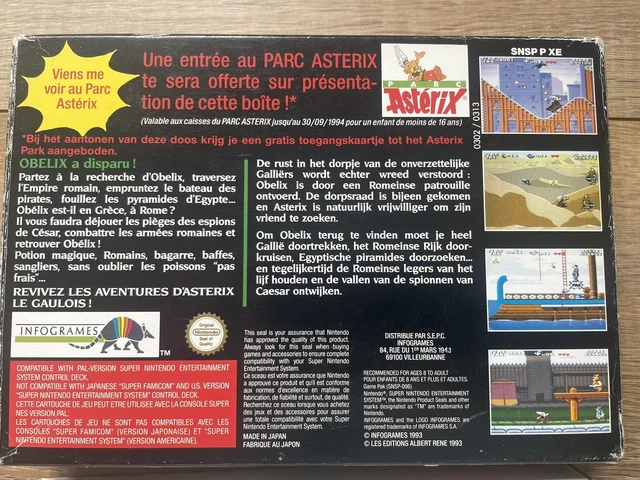 Viens me
voir au Parc
Astérix
Une entrée au PARC ASTERIX
te sera offerte sur présenta-
tion de cette boîte !*
(Valable aux caisses du PARC ASTERIX jusqu'au 30/09/1994 pour un enfant de moins de 16 ans)
PARC
Astérix
SNSP P XE
0302 / 0313
*Bij het aantonen van deze doos krijg je een gratis toegangskaartje tot het Asterix
Park aangeboden.
OBELIX a disparu !
Partez à la recherche d'Obelix, traversez
l'Empire romain, empruntez le bateau des
pirates, fouillez les pyramides d'Egypte...
Obélix est-il en Grèce, à Rome ?
Il vous faudra déjouer les pièges des espions
de César, combattre les armées romaines et
retrouver Obélix !
Potion magique, Romains, bagarre, baffes,
sangliers, sans oublier les poissons "pas
frais"...
REVIVEZ LES AVENTURES D'ASTERIX
LE GAULOIS !
De rust in het dorpje van de onverzettelijke
Galliërs wordt echter wreed verstoord :
Obelix is door een Romeinse patrouille
ontvoerd. De dorpsraad is bijeen gekomen
en Asterix is natuurlijk vrijwilliger om zijn
vriend te zoeken.
Om Obelix terug te vinden moet je heel
Gallië doortrekken, het Romeinse Rijk door-
kruisen, Egyptische piramides doorzoeken...
en tegelijkertijd de Romeinse legers van het
lijf houden en de vallen van de spionnen van
Caesar ontwijken.
INFOGRAMES
TM
Original
Nintendo
Seal of
Quality
This seal is your assurance that Nintendo
has approved the quality of this product.
Always look for this seal when buying
games and accessories to ensure complete
compatibility with your Super Nintendo
Entertainment System.
Ce sceau est votre assurance que Nintendo
a approuvé ce produit et qu'il est conforme
aux normes d'excellence en matière de
fabrication, de fiabilité et surtout, de qualité.
Recherchez ce sceau lorsque vous achetez
des jeux et des accessoires pour assurer
une totale compatibilité avec votre Super
Nintendo Entertainment System.
MADE IN JAPAN
FABRIQUE AU JAPON
DISTRIBUE PAR S.E.P.C.
INFOGRAMES
84, RUE DU 1er MARS 1943
69100 VILLEURBANNE
RECOMMENDED FOR AGES 8 TO ADULT
POUR ENFANTS DE 8 ANS ET PLUS ET ADULTES.
Game Pak (SNSP-006)
Nintendo®, SUPER NINTENDO ENTERTAINMENT
SYSTEM™, the Nintendo Product Seals and other
marks designated as "TM" are trademarks of
Nintendo.
INFOGRAMES and the LOGO INFOGRAMES are
registered trademarks of INFOGRAMES S.A.
© INFOGRAMES 1993
© LES EDITIONS ALBERT RENE 1993
COMPATIBLE WITH PAL-VERSION SUPER NINTENDO ENTERTAINMENT
SYSTEM CONTROL DECK.
NOT COMPATIBLE WITH JAPANESE "SUPER FAMICOM" AND U.S. VERSION
"SUPER NINTENDO ENTERTAINMENT SYSTEM" CONTROL DECK.
CETTE CARTOUCHE DE JEU PEUT ETRE UTILISEE AVEC LA CONSOLE SUPER
NES VERSION PAL.
LES CARTOUCHES DE JEU NE SONT PAS COMPATIBLES AVEC LES
CONSOLES "SUPER FAMICOM" (VERSION JAPONAISE) ET "SUPER
NINTENDO ENTERTAINMENT SYSTEM" (VERSION AMERICAINE).